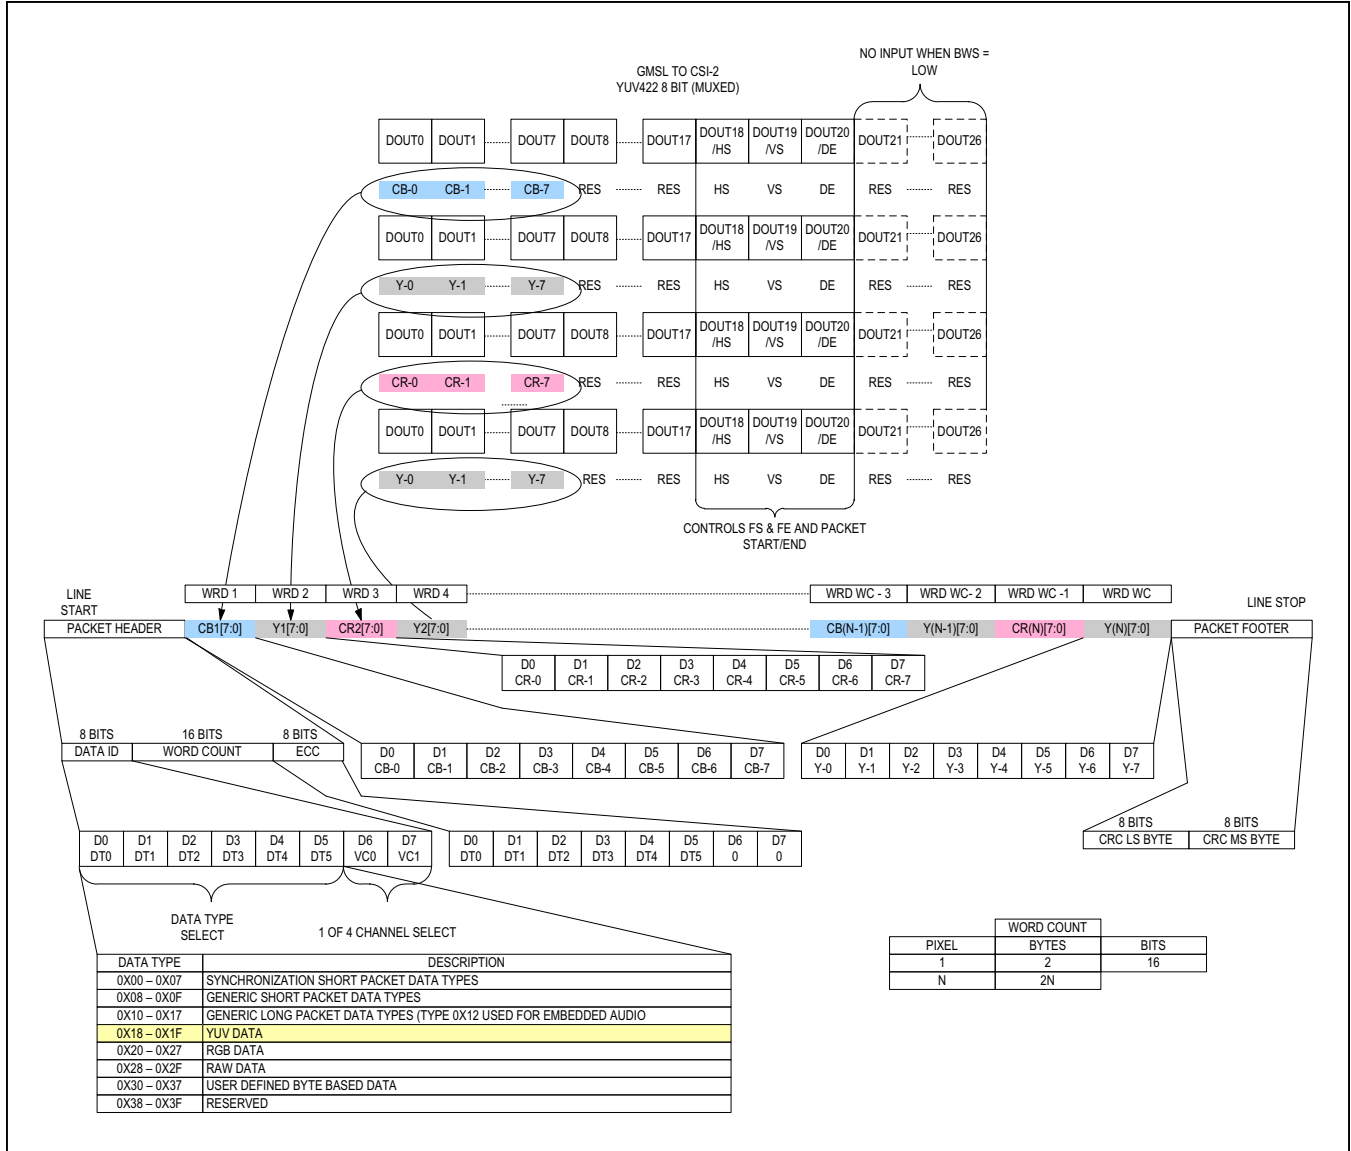 NO INPUT WHEN BWS =
LOW
GMSL TO CSI-2
YUV422 8 BIT (MUXED)
DOUT0 DOUT1 DOUT7 DOUT8 DOUT17 DOUT18 /HS DOUT19 /VS DOUT20 /DE DOUT21 DOUT26
CB-0 CB-1 CB-7 RES RES HS VS DE RES RES
DOUT0 DOUT1 DOUT7 DOUT8 DOUT17 DOUT18 /HS DOUT19 /VS DOUT20 /DE DOUT21 DOUT26
Y-0 Y-1 Y-7 RES RES HS VS DE RES RES
DOUT0 DOUT1 DOUT7 DOUT8 DOUT17 DOUT18 /HS DOUT19 /VS DOUT20 /DE DOUT21 DOUT26
CR-0 CR-1 CR-7 RES RES HS VS DE RES RES
DOUT0 DOUT1 DOUT7 DOUT8 DOUT17 DOUT18 /HS DOUT19 /VS DOUT20 /DE DOUT21 DOUT26
Y-0 Y-1 Y-7 RES RES HS VS DE RES RES
CONTROLS FS & FE AND PACKET
START/END
LINE
START
WRD 1 WRD 2 WRD 3 WRD 4 WRD WC - 3 WRD WC- 2 WRD WC -1 WRD WC
LINE STOP
PACKET HEADER CB1[7:0] Y1[7:0] CR2[7:0] Y2[7:0] CB(N-1)[7:0] Y(N-1)[7:0] CR(N)[7:0] Y(N)[7:0] PACKET FOOTER
D0 D1 D2 D3 D4 D5 D6 D7
CR-0 CR-1 CR-2 CR-3 CR-4 CR-5 CR-6 CR-7
8 BITS 16 BITS 8 BITS
DATA ID WORD COUNT ECC
D0 D1 D2 D3 D4 D5 D6 D7
CB-0 CB-1 CB-2 CB-3 CB-4 CB-5 CB-6 CB-7
D0 D1 D2 D3 D4 D5 D6 D7
Y-0 Y-1 Y-2 Y-3 Y-4 Y-5 Y-6 Y-7
8 BITS 8 BITS
CRC LS BYTE CRC MS BYTE
D0 D1 D2 D3 D4 D5 D6 D7
DT0 DT1 DT2 DT3 DT4 DT5 VC0 VC1
D0 D1 D2 D3 D4 D5 D6 D7
DT0 DT1 DT2 DT3 DT4 DT5 0 0
DATA TYPE
SELECT
1 OF 4 CHANNEL SELECT
DATA TYPE DESCRIPTION
0X00 – 0X07 SYNCHRONIZATION SHORT PACKET DATA TYPES
0X08 – 0X0F GENERIC SHORT PACKET DATA TYPES
0X10 – 0X17 GENERIC LONG PACKET DATA TYPES (TYPE 0X12 USED FOR EMBEDDED AUDIO
0X18 – 0X1F YUV DATA
0X20 – 0X27 RGB DATA
0X28 – 0X2F RAW DATA
0X30 – 0X37 USER DEFINED BYTE BASED DATA
0X38 – 0X3F RESERVED
WORD COUNT
PIXEL BYTES BITS
1 2 16
N 2N